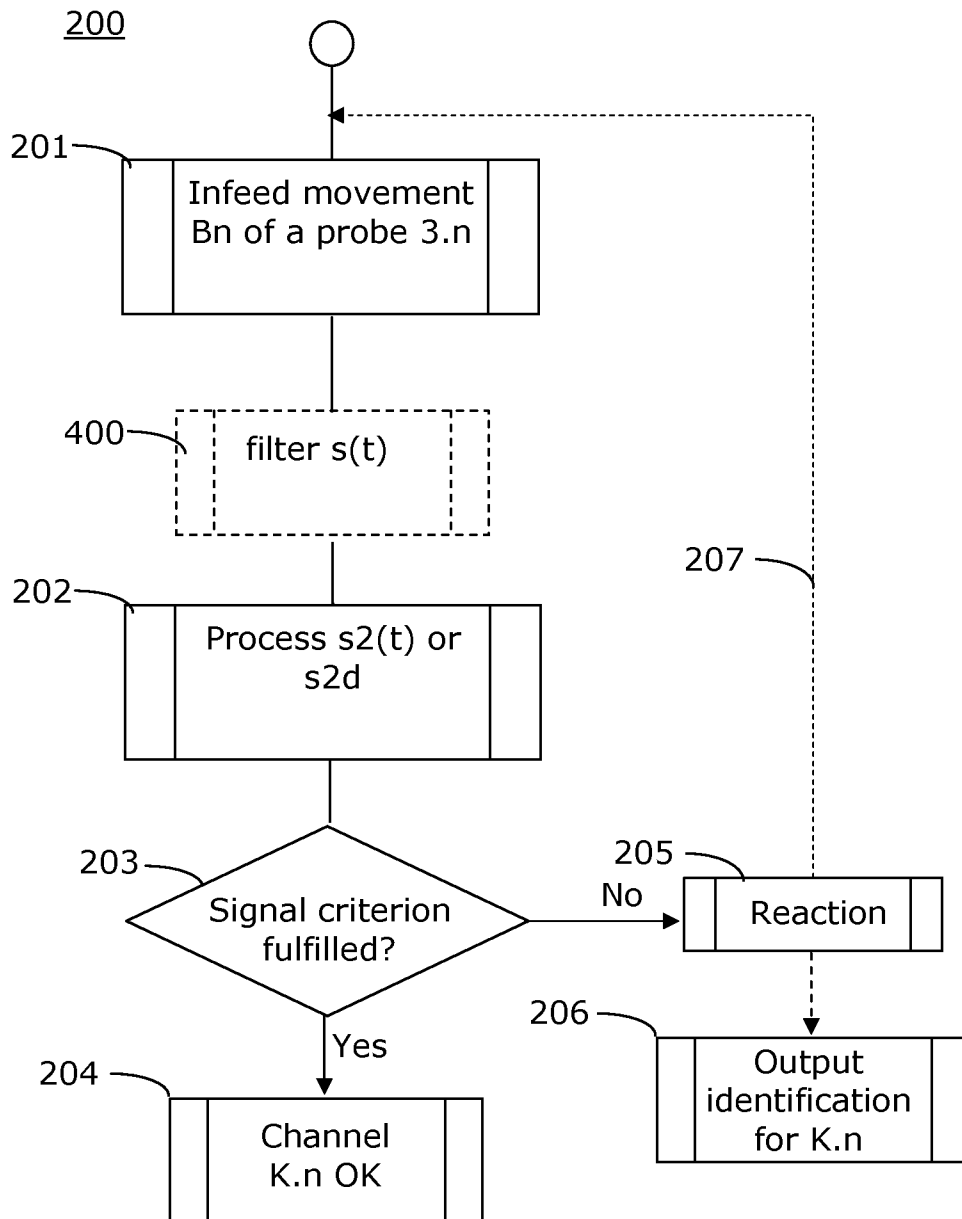 200
201
Infeed movement
Bn of a probe 3.n
400
filter s(t)
207
202
Process s2(t) or
s2d
203
Signal criterion
fulfilled?
No
205
Reaction
Yes
206
Output
identification
for K.n
204
Channel
K.n OK